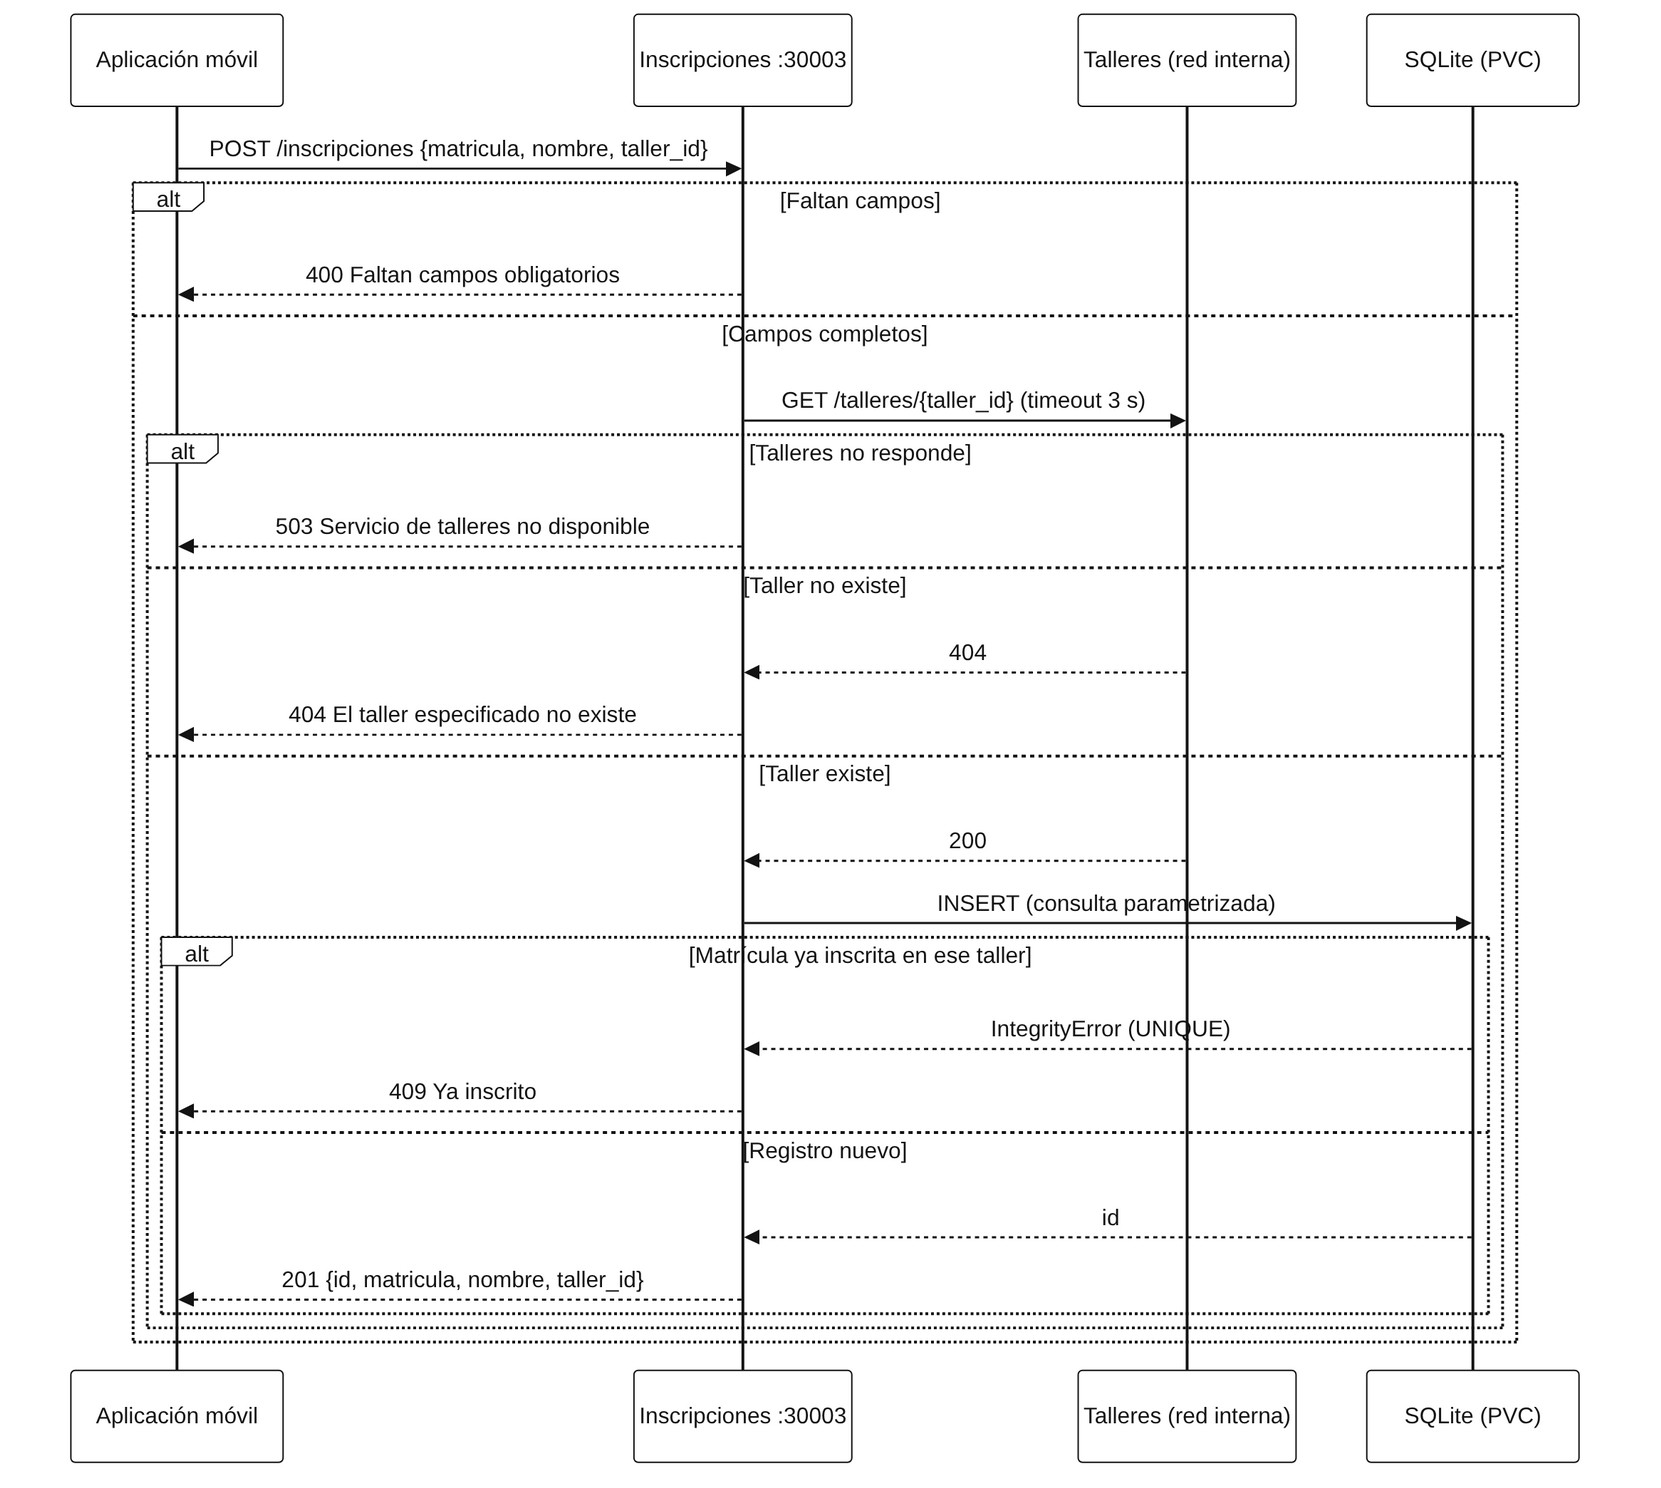 Aplicación móvil
Inscripciones :30003
Talleres (red interna)
SQLite (PVC)
POST /inscripciones {matricula, nombre, taller_id}
alt
[Faltan campos]
400 Faltan campos obligatorios
[Campos completos]
GET /talleres/{taller_id} (timeout 3 s)
alt
[Talleres no responde]
503 Servicio de talleres no disponible
[Taller no existe]
404
404 El taller especificado no existe
[Taller existe]
200
INSERT (consulta parametrizada)
alt
[Matrícula ya inscrita en ese taller]
IntegrityError (UNIQUE)
409 Ya inscrito
[Registro nuevo]
id
201 {id, matricula, nombre, taller_id}
Aplicación móvil
Inscripciones :30003
Talleres (red interna)
SQLite (PVC)